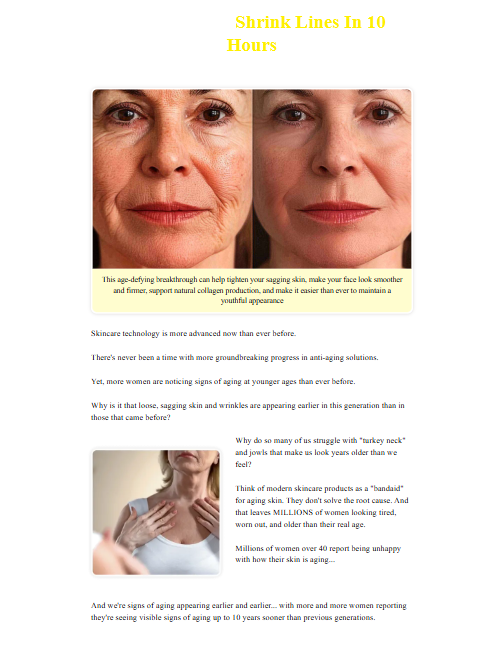 Shrink Lines In 10
Hours
This age-defying breakthrough can help tighten your sagging skin, make your face look smoother
and firmer, support natural collagen production, and make it easier than ever to maintain a
youthful appearance
Skincare technology is more advanced now than ever before.
There's never been a time with more groundbreaking progress in anti-aging solutions.
Yet, more women are noticing signs of aging at younger ages than ever before.
Why is it that loose, sagging skin and wrinkles are appearing earlier in this generation than in
those that came before?
Why do so many of us struggle with "turkey neck"
and jowls that make us look years older than we
feel?
Think of modern skincare products as a "bandaid"
for aging skin. They don't solve the root cause. And
that leaves MILLIONS of women looking tired,
worn out, and older than their real age.
Millions of women over 40 report being unhappy
with how their skin is aging...
And we're signs of aging appearing earlier and earlier... with more and more women reporting
they're seeing visible signs of aging up to 10 years sooner than previous generations.